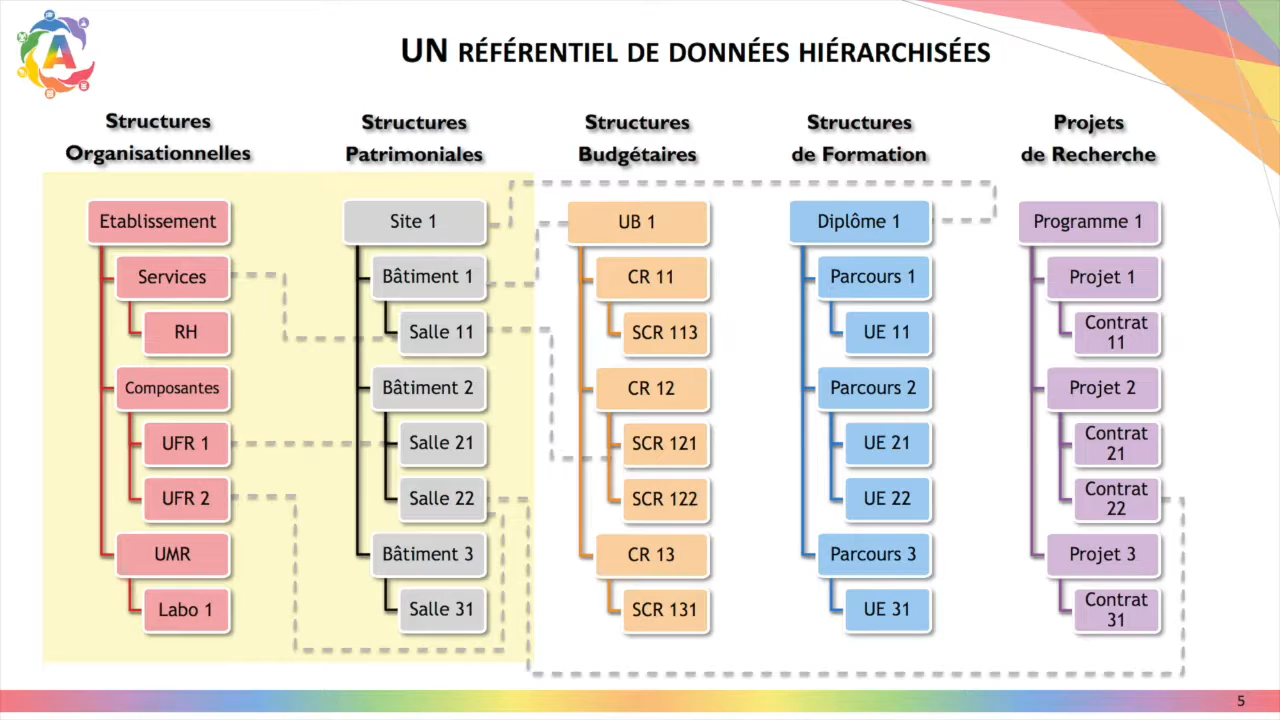 UN RÉFÉRENTIEL DE DONNÉES HIÉRARCHISÉES
Structures
Organisationnelles
Etablissement
Services
RH
Composantes
UFR 1
UFR 2
UMR
Labo 1
Structures
Patrimoniales
Site 1
Bâtiment 1
Salle 11
Bâtiment 2
Salle 21
Salle 22
Bâtiment 3
Salle 31
Structures
Budgétaires
UB 1
CR 11
SCR 113
CR 12
SCR 121
SCR 122
CR 13
SCR 131
Structures
de Formation
Diplôme 1
Parcours 1
UE 11
Parcours 2
UE 21
UE 22
Parcours 3
UE 31
Projets
de Recherche
Programme 1
Projet 1
Contrat
11
Projet 2
Contrat
21
Contrat
22
Projet 3
Contrat
31
A
5